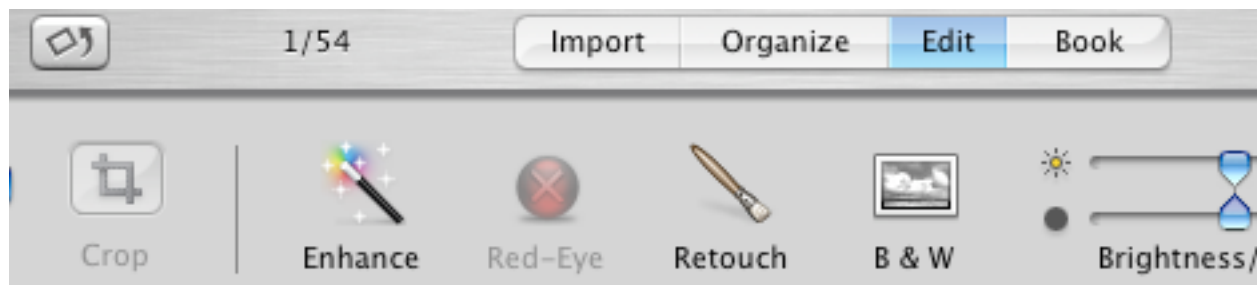 1/54 Import Organize Edit Book
Crop Enhance Red-Eye Retouch B & W Brightness/